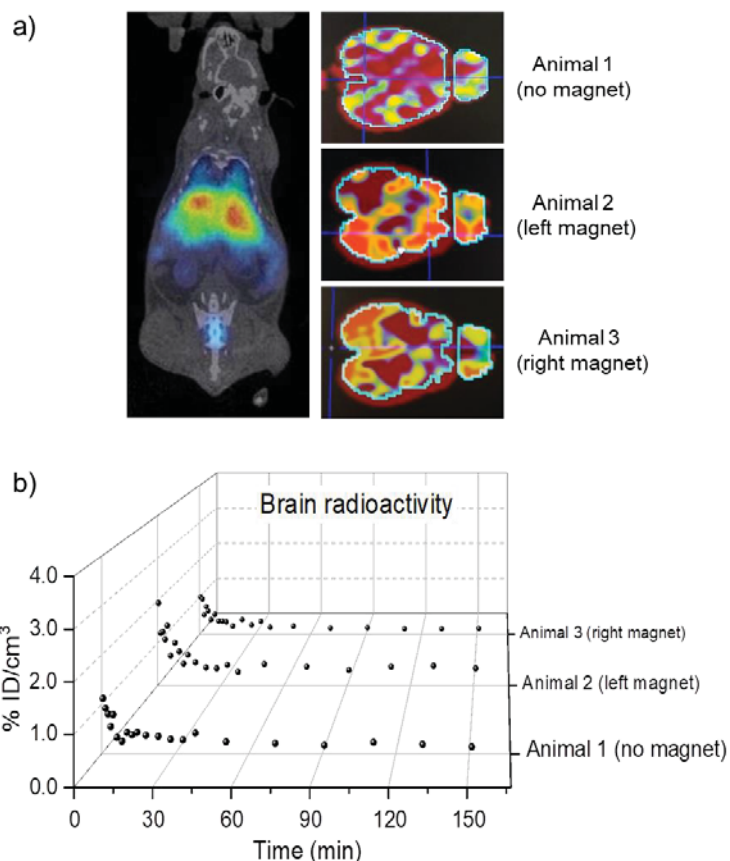 a)
Animal 1
(no magnet)
Animal 2
(left magnet)
Animal 3
(right magnet)
b)
Brain radioactivity
4.0
3.0
2.0
1.0
0.0
% ID/cm³
Animal 3 (right magnet)
Animal 2 (left magnet)
Animal 1 (no magnet)
0 30 60 90 120 150
Time (min)